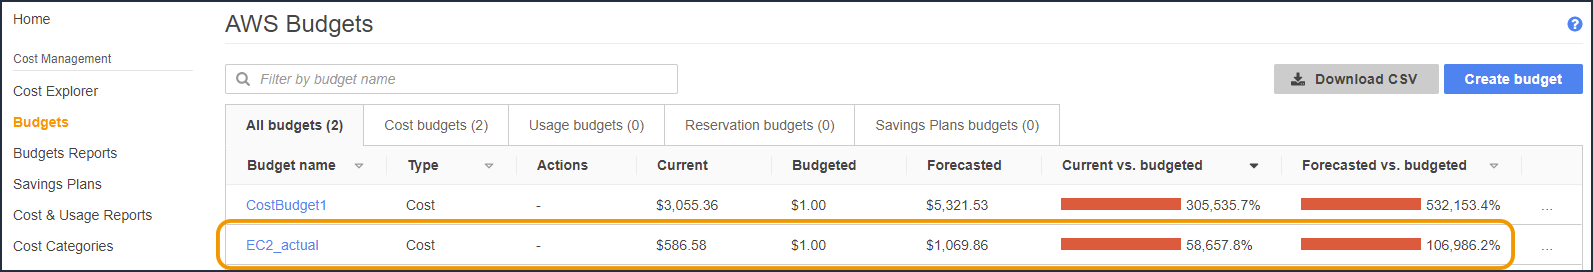 Home
AWS Budgets
?
Cost Management
Cost Explorer
Budgets
Budgets Reports
Savings Plans
Cost & Usage Reports
Cost Categories
Filter by budget name
Download CSV
Create budget
All budgets (2) Cost budgets (2) Usage budgets (0) Reservation budgets (0) Savings Plans budgets (0)
Budget name Type Actions Current Budgeted Forecasted Current vs. budgeted Forecasted vs. budgeted ...
CostBudget1 Cost - $3,055.36 $1.00 $5,321.53 305,535.7% 532,153.4% ...
EC2_actual Cost - $586.58 $1.00 $1,069.86 58,657.8% 106,986.2% ...